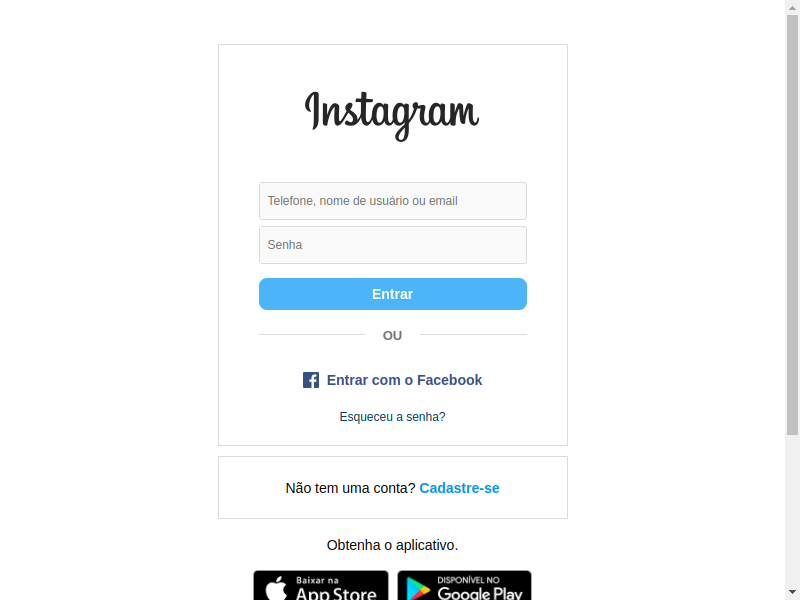 Instagram
Telefone, nome de usuário ou email
Senha
Entrar
OU
Entrar com o Facebook
Esqueceu a senha?
Não tem uma conta? Cadastre-se
Obtenha o aplicativo.
Baixar na
App Store
DISPONÍVEL NO
Google Play